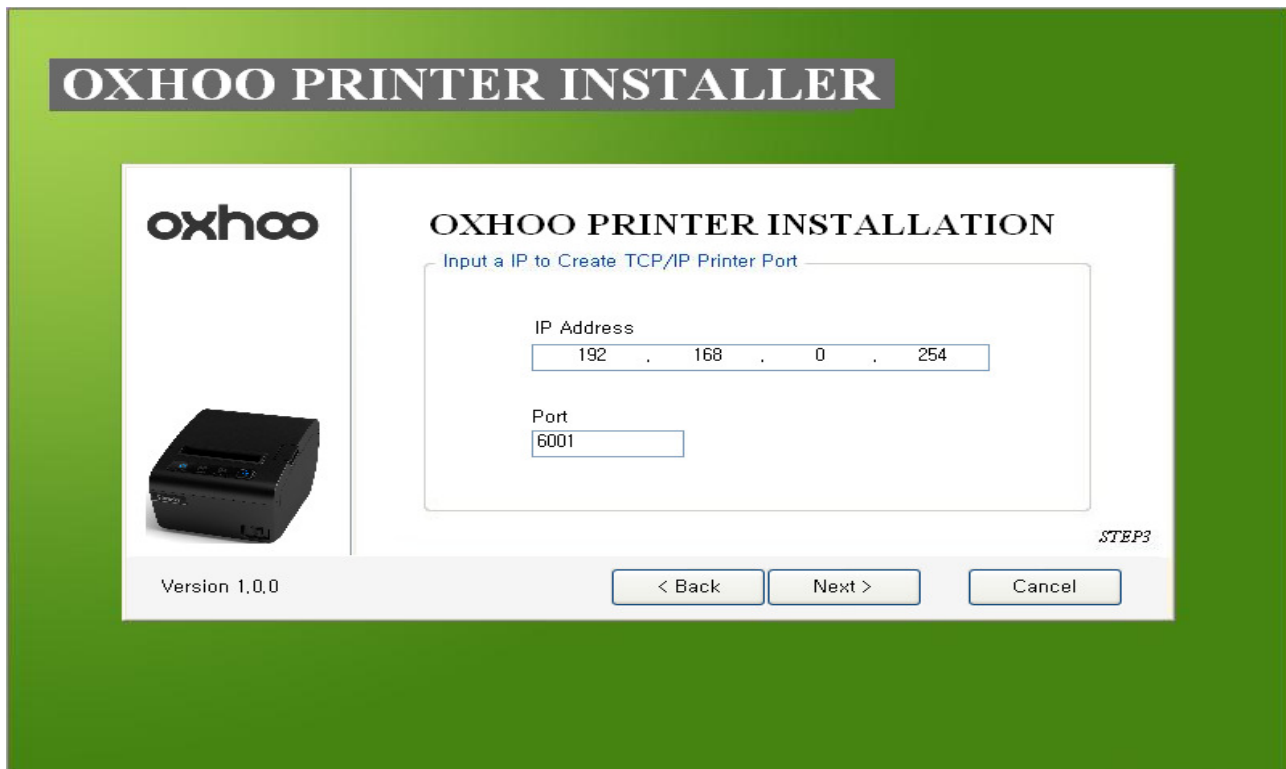 OXHOO PRINTER INSTALLER
oxhoo
OXHOO PRINTER INSTALLATION
Input a IP to Create TCP/IP Printer Port
IP Address
192 . 168 . 0 . 254
Port
6001
STEP3
Version 1,0,0
< Back
Next >
Cancel